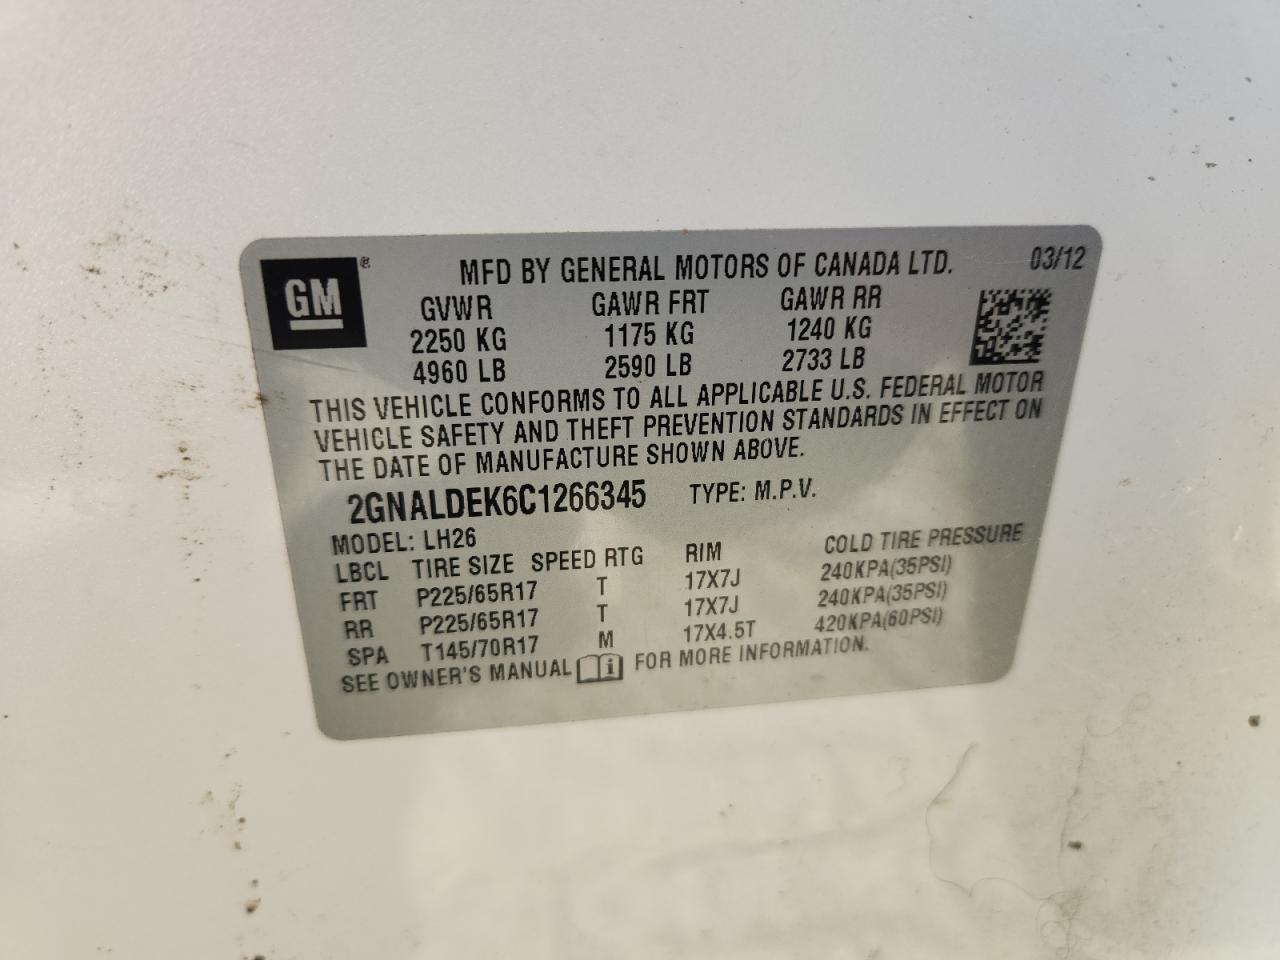 GM ®
MFD BY GENERAL MOTORS OF CANADA LTD. 03/12
GVWR GAWR FRT GAWR RR
2250 KG 1175 KG 1240 KG
4960 LB 2590 LB 2733 LB
THIS VEHICLE CONFORMS TO ALL APPLICABLE U.S. FEDERAL MOTOR
VEHICLE SAFETY AND THEFT PREVENTION STANDARDS IN EFFECT ON
THE DATE OF MANUFACTURE SHOWN ABOVE.
2GNALDEK6C1266345 TYPE: M.P.V.
MODEL: LH26
LBCL TIRE SIZE SPEED RTG RIM COLD TIRE PRESSURE
FRT P225/65R17 T 17X7J 240KPA(35PSI)
RR P225/65R17 T 17X7J 240KPA(35PSI)
SPA T145/70R17 M 17X4.5T 420KPA(60PSI)
SEE OWNER'S MANUAL i FOR MORE INFORMATION.